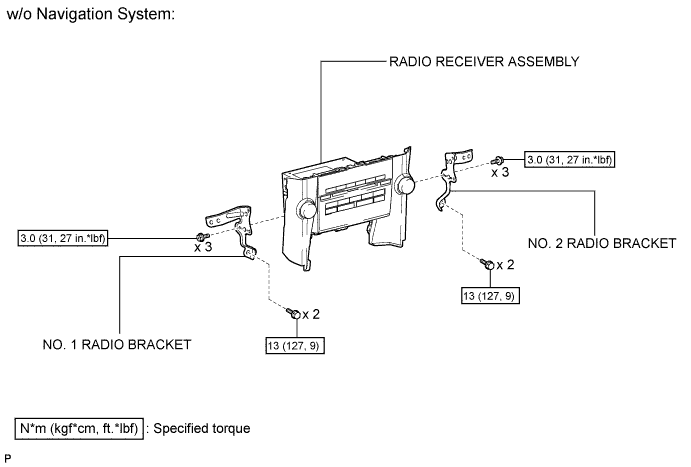 w/o Navigation System:
RADIO RECEIVER ASSEMBLY
3.0 (31, 27 in.*lbf)
x 3
NO. 2 RADIO BRACKET
3.0 (31, 27 in.*lbf)
x 3
x 2
13 (127, 9)
x 2
NO. 1 RADIO BRACKET
13 (127, 9)
N*m (kgf*cm, ft.*lbf) : Specified torque
P